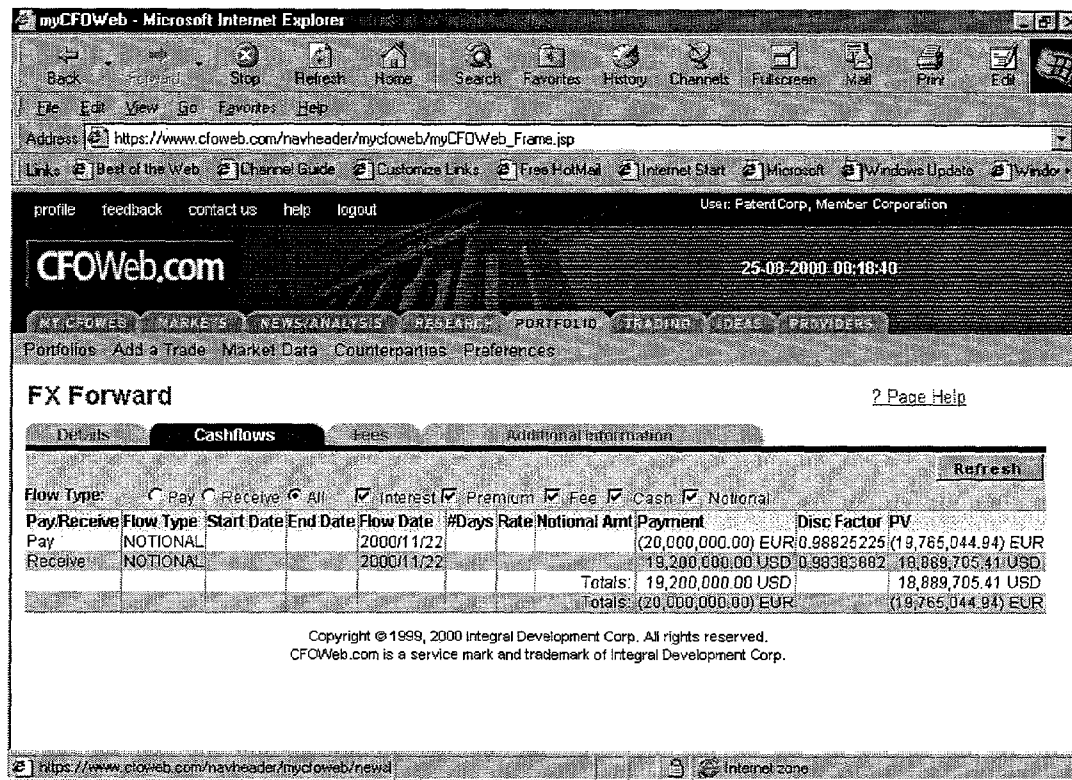 myCFOWeb - Microsoft Internet Explorer
Back Forward Stop Refresh Home Search Favorites History Channels Fullscreen Mail Print Edit
File Edit View Go Favorites Help
Address https://www.cfoweb.com/navheader/mycfoweb/myCFOWeb_Frame.jsp
Links Best of the Web Channel Guide Customize Links Free HotMail Internet Start Microsoft Windows Update Window
profile feedback contact us help logout User: PatentCorp, Member Corporation
CFOWeb.com 25-08-2000 00:18:40
MY CFOWEB MARKETS NEWS/ANALYSIS RESEARCH PORTFOLIO TRADING IDEAS PROVIDERS
Portfolios Add a Trade Market Data Counterparties Preferences
FX Forward ? Page Help
Details Cashflows Fees Additional Information
Refresh
Flow Type: Pay Receive All Interest Premium Fee Cash Notional
Pay/Receive Flow Type Start Date End Date Flow Date #Days Rate Notional Amt Payment Disc Factor PV
Pay NOTIONAL 2000/11/22 (20,000,000.00) EUR 0.98825225 (19,765,044.94) EUR
Receive NOTIONAL 2000/11/22 19,200,000.00 USD 0.98383882 18,889,705.41 USD
Totals: 19,200,000.00 USD 18,889,705.41 USD
Totals: (20,000,000.00) EUR (19,765,044.94) EUR
Copyright © 1999, 2000 Integral Development Corp. All rights reserved.
CFOWeb.com is a service mark and trademark of Integral Development Corp.
https://www.cfoweb.com/navheader/mycfoweb/newsl Internet zone